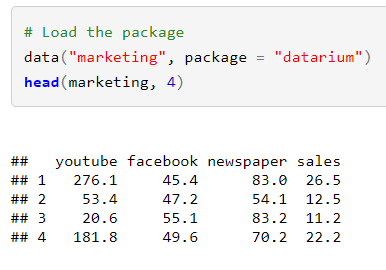 # Load the package
data("marketing", package = "datarium")
head(marketing, 4)
##   youtube facebook newspaper sales
## 1   276.1     45.4      83.0  26.5
## 2    53.4     47.2      54.1  12.5
## 3    20.6     55.1      83.2  11.2
## 4   181.8     49.6      70.2  22.2